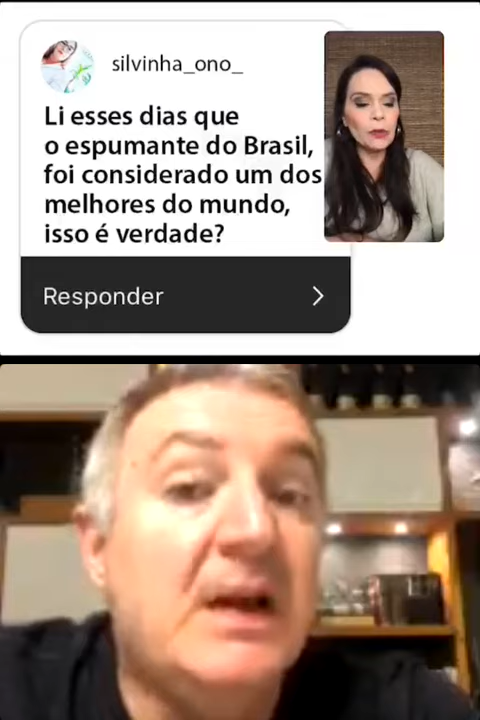 silvinha_ono_
Li esses dias que
o espumante do Brasil,
foi considerado um dos
melhores do mundo,
isso é verdade?
Responder